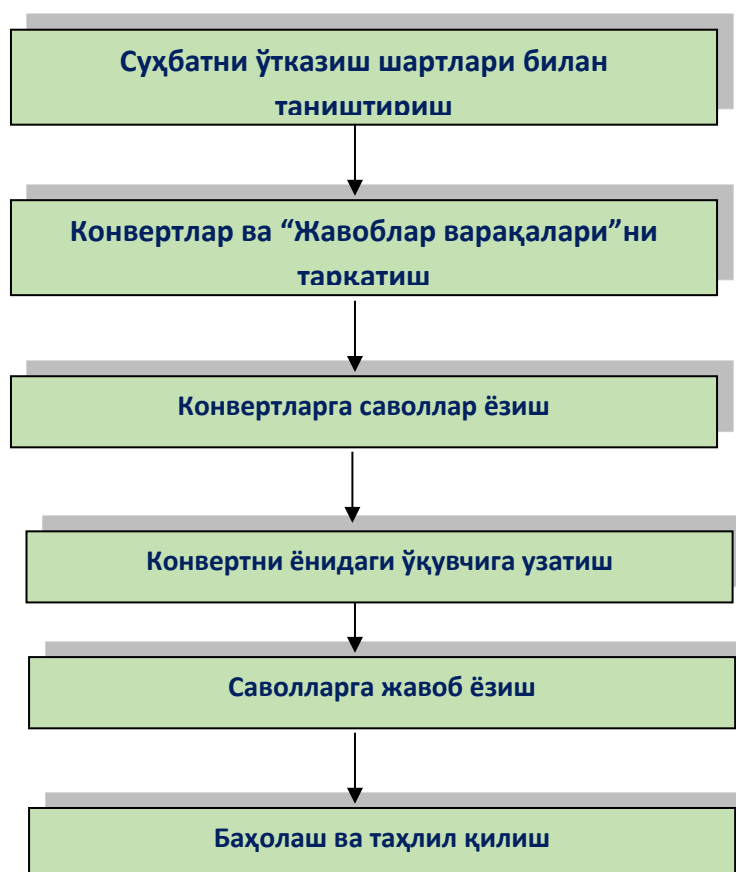 Суҳбатни ўтказиш шартлари билан
таништириш
Конвертлар ва “Жавоблар варақалари”ни
тарқатиш
Конвертларга саволлар ёзиш
Конвертни ёнидаги ўқувчига узатиш
Саволларга жавоб ёзиш
Баҳолаш ва таҳлил қилиш